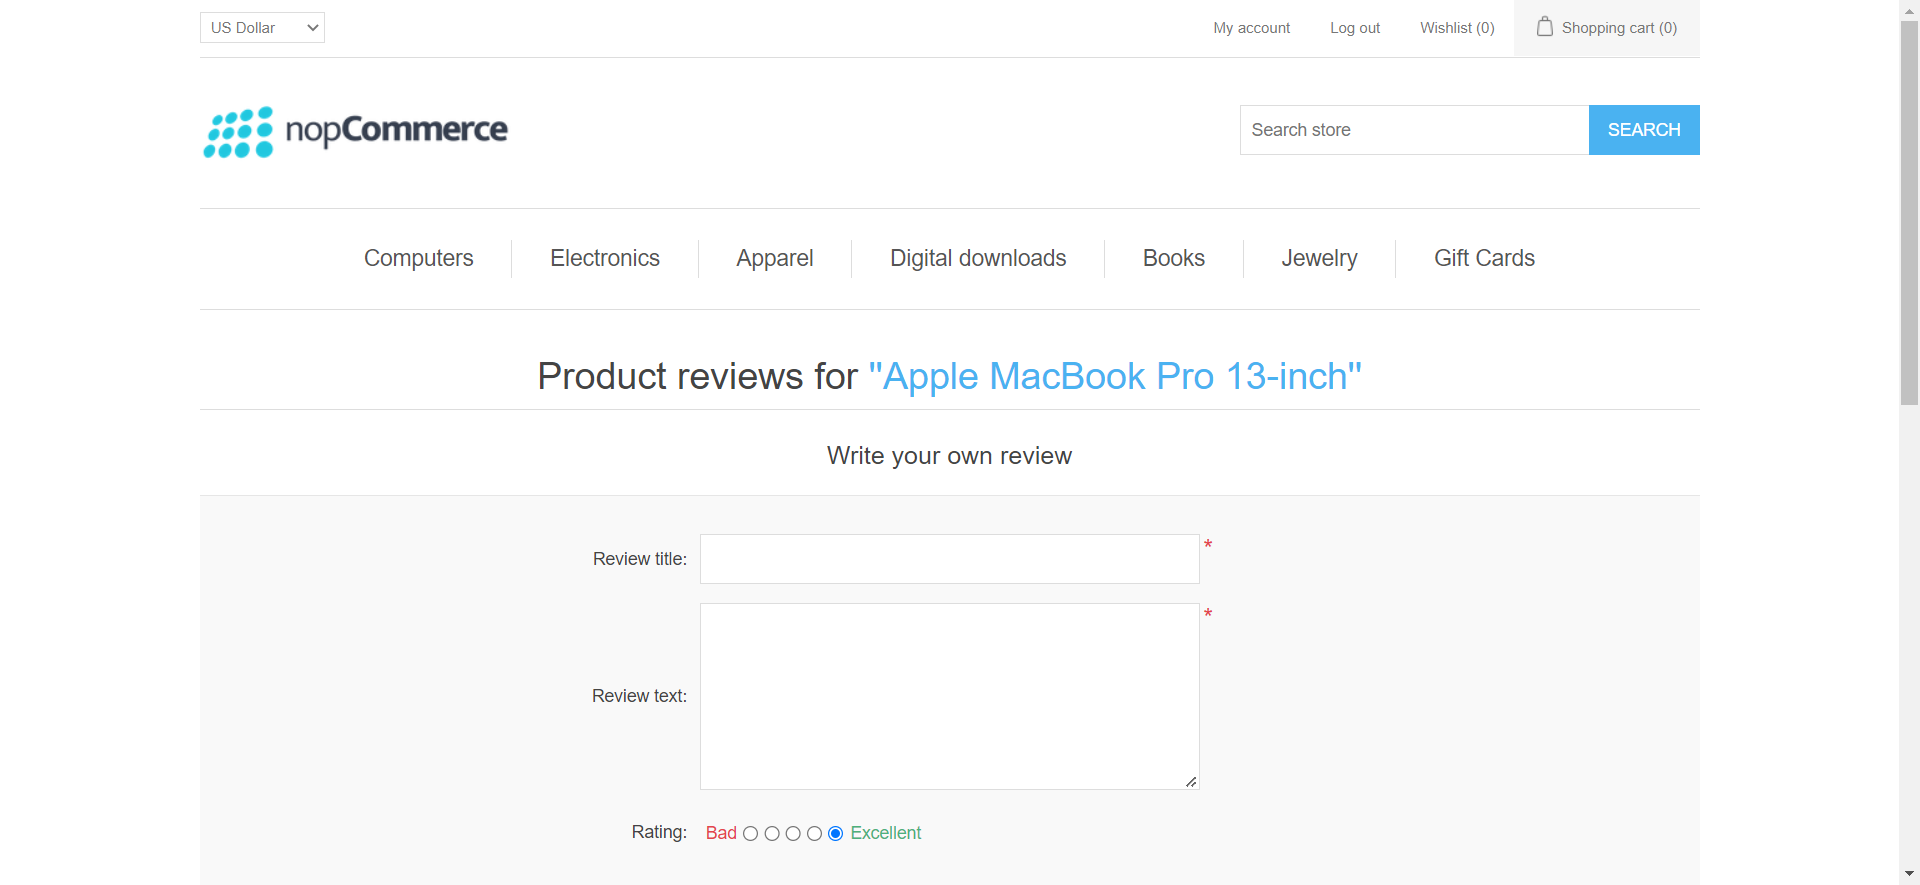 US Dollar
My account
Log out
Wishlist (0)
Shopping cart (0)
nopCommerce
Search store
SEARCH
Computers
Electronics
Apparel
Digital downloads
Books
Jewelry
Gift Cards
Product reviews for "Apple MacBook Pro 13-inch"
Write your own review
Review title:
*
Review text:
*
Rating:
Bad
Excellent